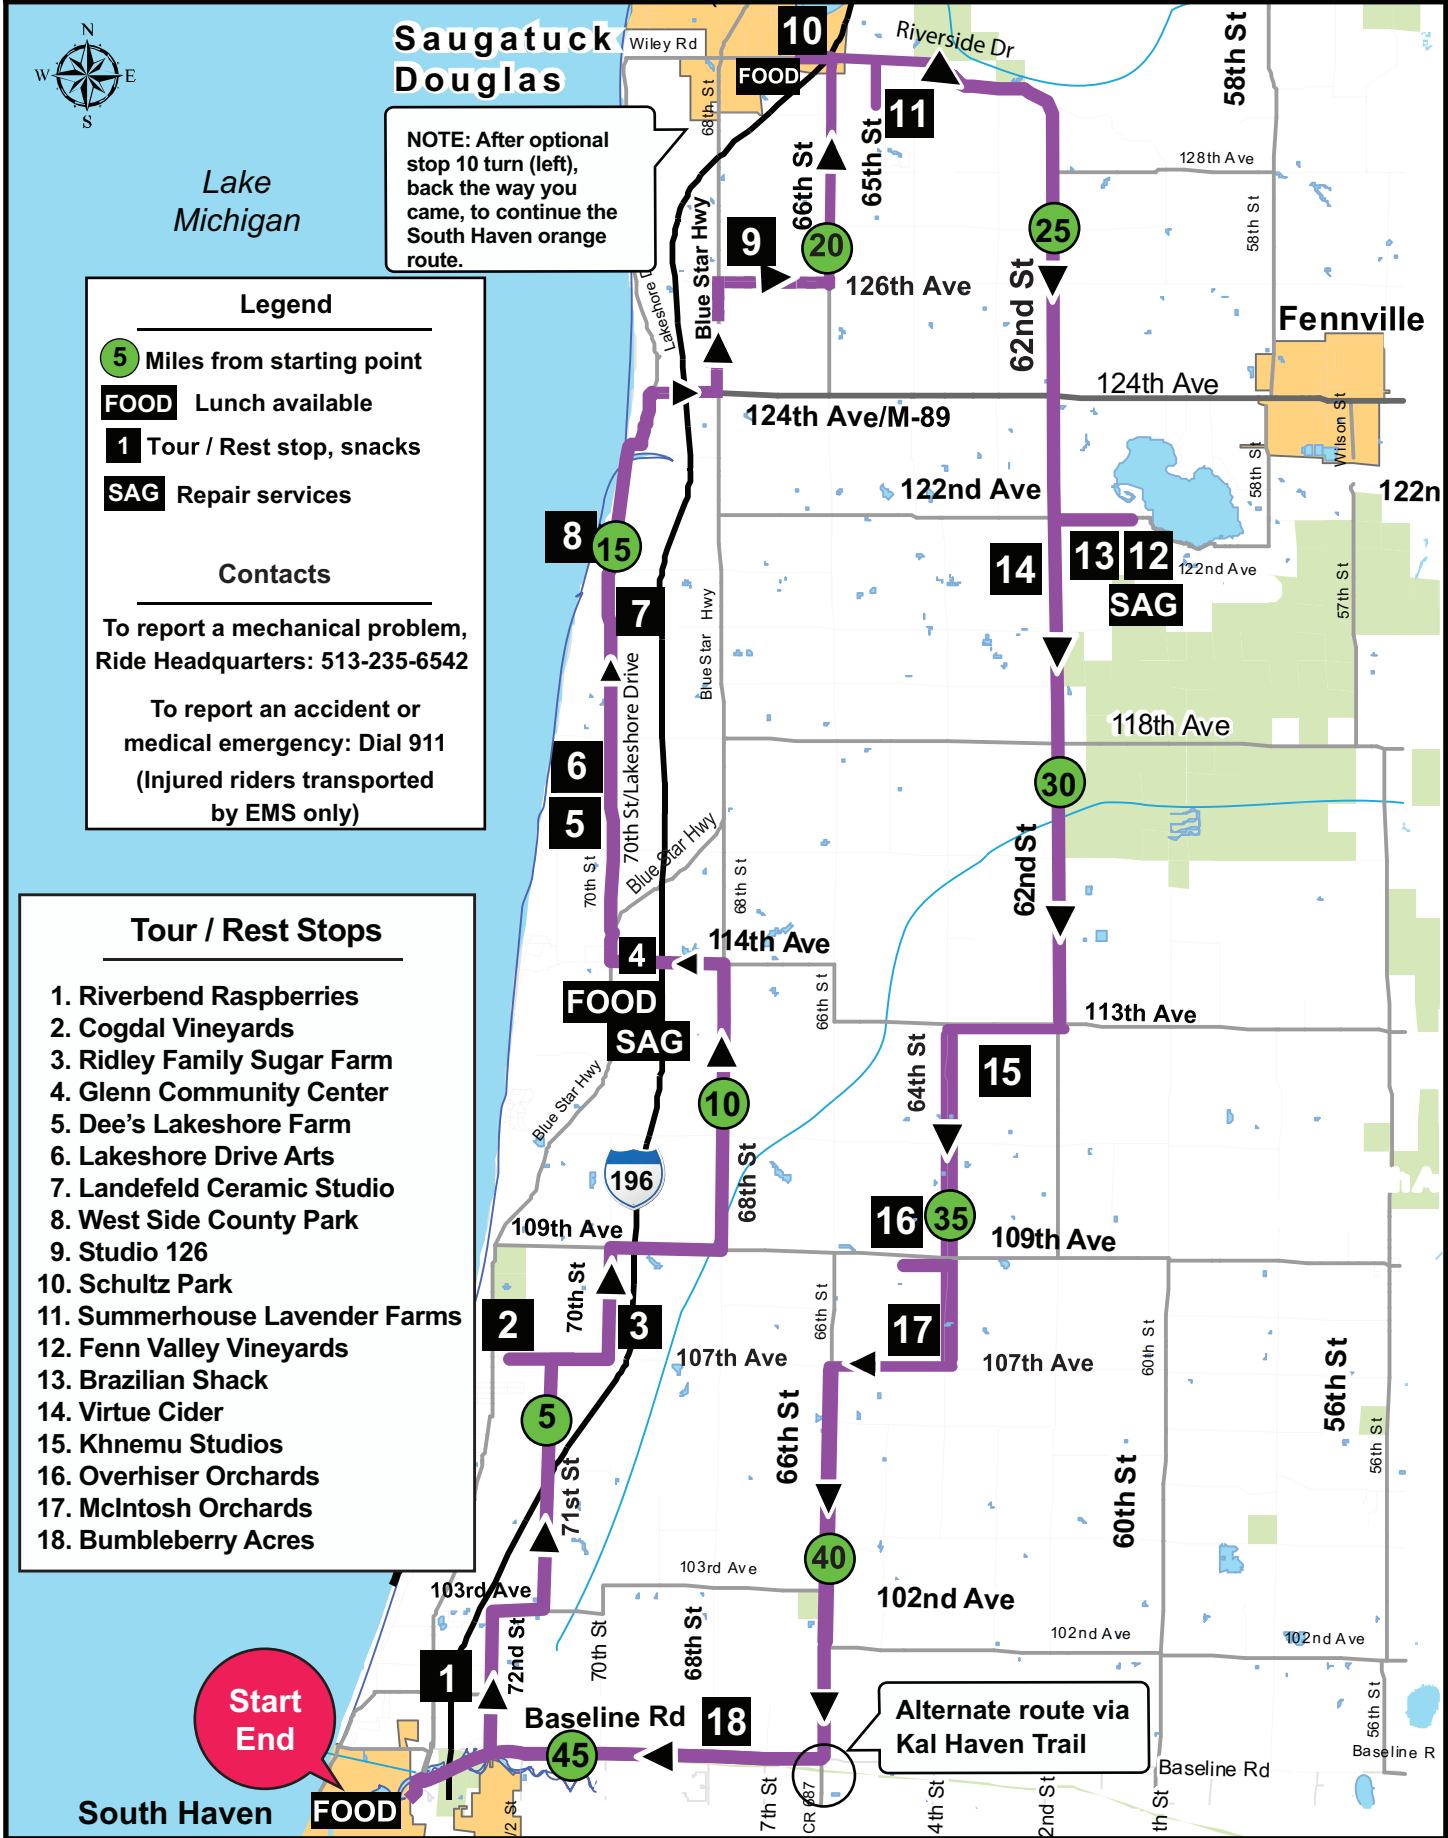 N
W
E
S
Saugatuck
Douglas
Wiley Rd
10
FOOD
Riverside Dr
58th St
11
NOTE: After optional
stop 10 turn (left),
back the way you
came, to continue the
South Haven orange
route.
68th St
66th St
65th St
128th Ave
58th St
Lake
Michigan
Blue Star Hwy
9
20
25
126th Ave
62nd St
Fennville
Legend
5 Miles from starting point
FOOD Lunch available
1 Tour / Rest stop, snacks
SAG Repair services
Contacts
To report a mechanical problem,
Ride Headquarters: 513-235-6542
To report an accident or
medical emergency: Dial 911
(Injured riders transported
by EMS only)
124th Ave
124th Ave/M-89
Wilson St
58th St
122nd Ave
122n
8
15
14
13
12
122nd Ave
SAG
57th St
7
Blue Star Hwy
70th St/Lakeshore Drive
118th Ave
6
5
30
Blue Star Hwy
70th St
68th St
62nd St
114th Ave
4
FOOD
SAG
66th St
113th Ave
64th St
15
10
Blue Star Hwy
196
68th St
109th Ave
16
35
109th Ave
70th St
2
3
66th St
17
60th St
56th St
107th Ave
107th Ave
5
66th St
56th St
71st St
60th St
40
103rd Ave
103rd Ave
102nd Ave
72nd St
70th St
68th St
102nd Ave
102nd Ave
1
Baseline Rd
18
45
Alternate route via
Kal Haven Trail
56th St
Baseline Rd
Baseline R
Start
End
South Haven
FOOD
/2 St
7th St
CR 687
4th St
2nd St
th St
Tour / Rest Stops
1. Riverbend Raspberries
2. Cogdal Vineyards
3. Ridley Family Sugar Farm
4. Glenn Community Center
5. Dee's Lakeshore Farm
6. Lakeshore Drive Arts
7. Landefeld Ceramic Studio
8. West Side County Park
9. Studio 126
10. Schultz Park
11. Summerhouse Lavender Farms
12. Fenn Valley Vineyards
13. Brazilian Shack
14. Virtue Cider
15. Khnemu Studios
16. Overhiser Orchards
17. McIntosh Orchards
18. Bumbleberry Acres